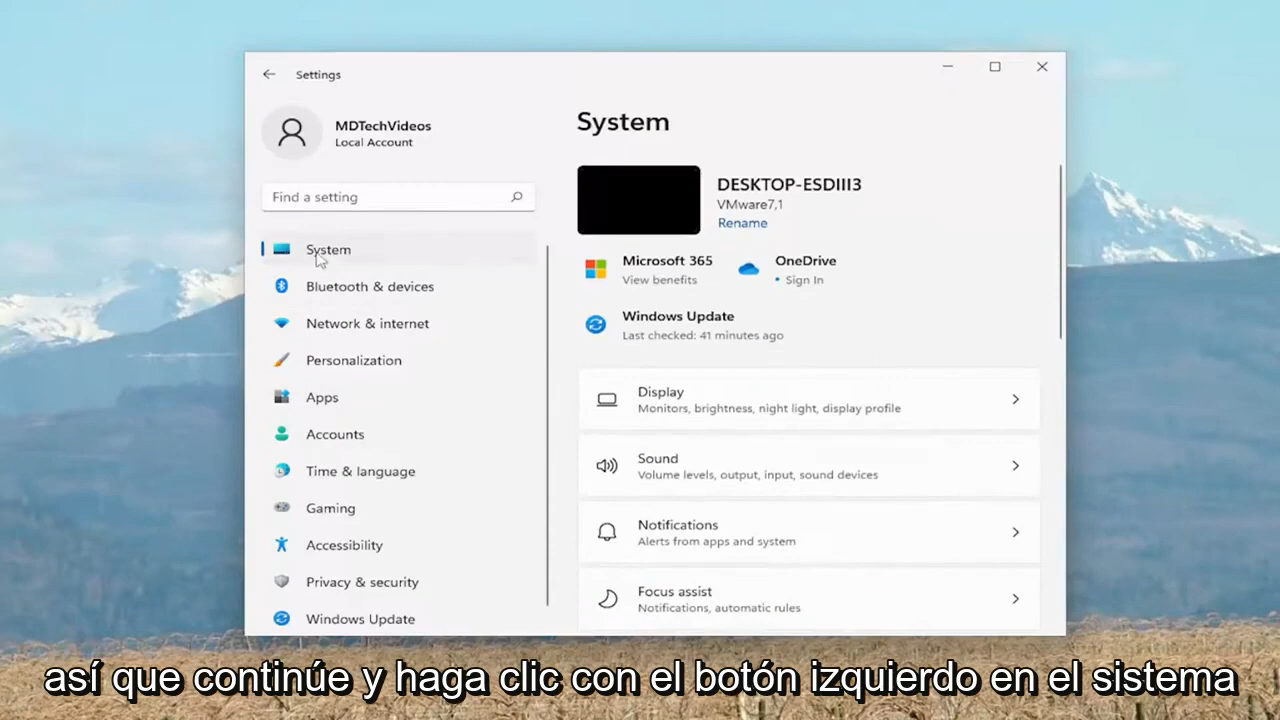 Settings
MDTechVideos
Local Account
Find a setting
System
Bluetooth & devices
Network & internet
Personalization
Apps
Accounts
Time & language
Gaming
Accessibility
Privacy & security
Windows Update
System
DESKTOP-ESDIII3
VMware7,1
Rename
Microsoft 365
View benefits
OneDrive
Sign In
Windows Update
Last checked: 41 minutes ago
Display
Monitors, brightness, night light, display profile
Sound
Volume levels, output, input, sound devices
Notifications
Alerts from apps and system
Focus assist
Notifications, automatic rules
así que continúe y haga clic con el botón izquierdo en el sistema